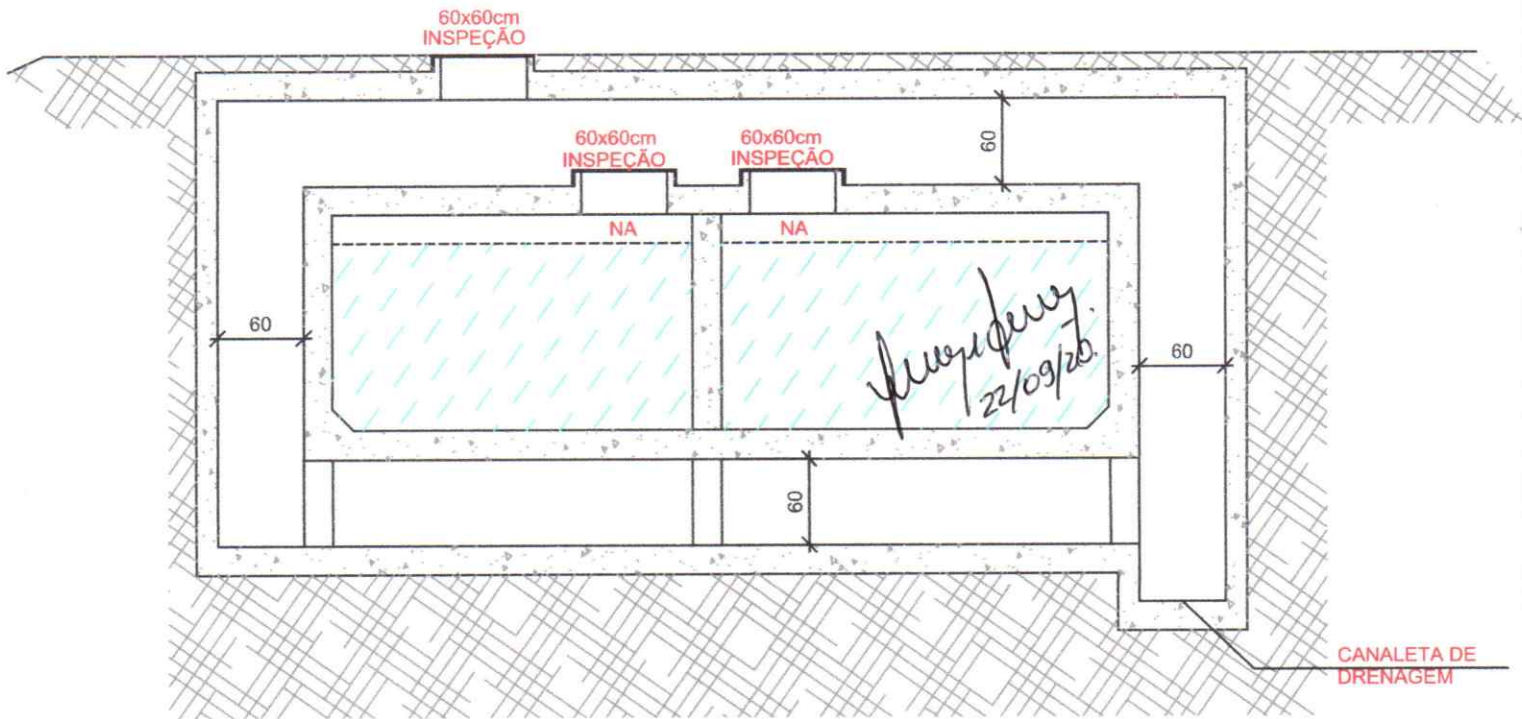 60x60cm
INSPEÇÃO
60x60cm
INSPEÇÃO
60x60cm
INSPEÇÃO
60
NA
NA
60
60
22/09/20.
60
CANALETA DE
DRENAGEM